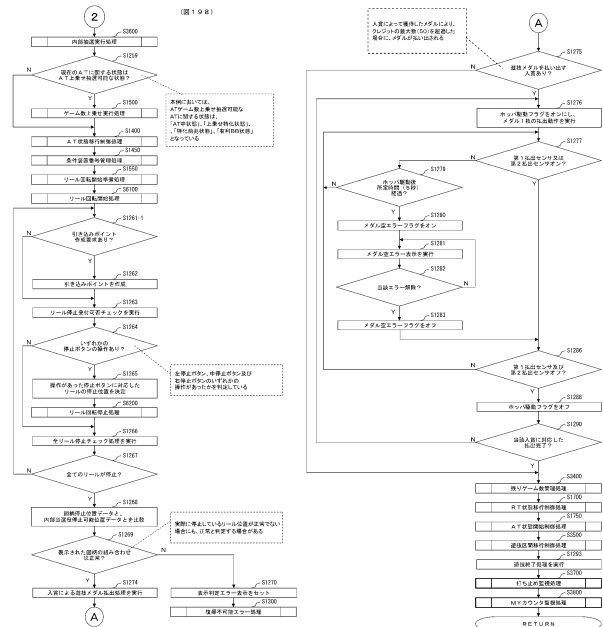 (図198)
2
S3600
内部抽選実行処理
S1259
現在のATに関する状態は
AT上乗せ抽選可能な状態?
N
Y
本例においては、
ATゲーム数上乗せ抽選可能な
ATに関する状態は、
「AT中状態」、「上乗せ特化状態」、
「特化前兆状態」、「有利BB状態」
となっている
S1500
ゲーム数上乗せ実行処理
S1400
AT状態移行制御処理
S1450
条件装置番号管理処理
S1550
リール回転開始準備処理
S6100
リール回転開始処理
S1261-1
引き込みポイント
作成要求あり?
N
Y
S1262
引き込みポイントを作成
S1263
リール停止受付可否チェックを実行
S1264
いずれかの
停止ボタンの操作あり?
N
Y
左停止ボタン、中停止ボタン及び
右停止ボタンのいずれかの
操作があったかを判定している
S1265
操作があった停止ボタンに対応した
リールの停止位置を決定
S6200
リール回転停止処理
S1266
全リール停止チェック処理を実行
S1267
全てのリールが停止?
N
Y
S1268
図柄停止位置データと、
内部当選役停止可能位置データとを比較
実際に停止しているリール位置が正常でない
場合にも、正常と判定する場合がある
S1269
表示された図柄の組み合わせ
は正常?
N
Y
S1274
入賞による遊技メダル払出処理を実行
A
S1270
表示判定エラー表示をセット
S1300
復帰不可能エラー処理
A
入賞によって獲得したメダルにより、
クレジットの最大数(50)を超過した
場合に、メダルが払い出される
S1275
遊技メダルを払い出す
入賞あり?
N
Y
S1276
ホッパ駆動フラグをオンにし、
メダル1枚の払出動作を実行
S1277
第1払出センサ又は
第2払出センサオン?
N
Y
S1279
ホッパ駆動後
所定時間(5秒)
経過?
N
Y
S1280
メダル空エラーフラグをオン
S1281
メダル空エラー表示を実行
S1282
当該エラー解除?
N
Y
S1283
メダル空エラーフラグをオフ
S1286
第1払出センサ及び
第2払出センサオフ?
N
Y
S1288
ホッパ駆動フラグをオフ
S1290
当該入賞に対応した
払出完了?
N
Y
S3400
残りゲーム数管理処理
S1700
RT状態移行制御処理
S1750
AT状態開始制御処理
S3500
遊技区間移行制御処理
S1293
遊技終了処理を実行
S3700
打ち止め監視処理
S3800
MYカウンタ監視処理
RETURN